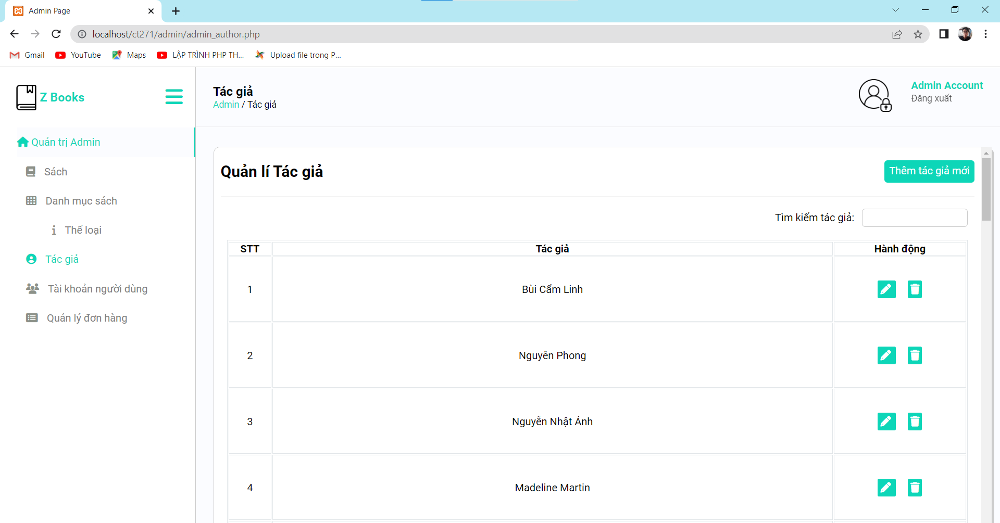 Admin Page
localhost/ct271/admin/admin_author.php
Gmail YouTube Maps LẬP TRÌNH PHP TH... Upload file trong P...
Z Books
Quản trị Admin
Sách
Danh mục sách
Thể loại
Tác giả
Tài khoản người dùng
Quản lý đơn hàng
Tác giả
Admin / Tác giả
Admin Account
Đăng xuất
Quản lí Tác giả
Thêm tác giả mới
Tìm kiếm tác giả:
STT Tác giả Hành động
1 Bùi Cẩm Linh
2 Nguyên Phong
3 Nguyễn Nhật Ánh
4 Madeline Martin